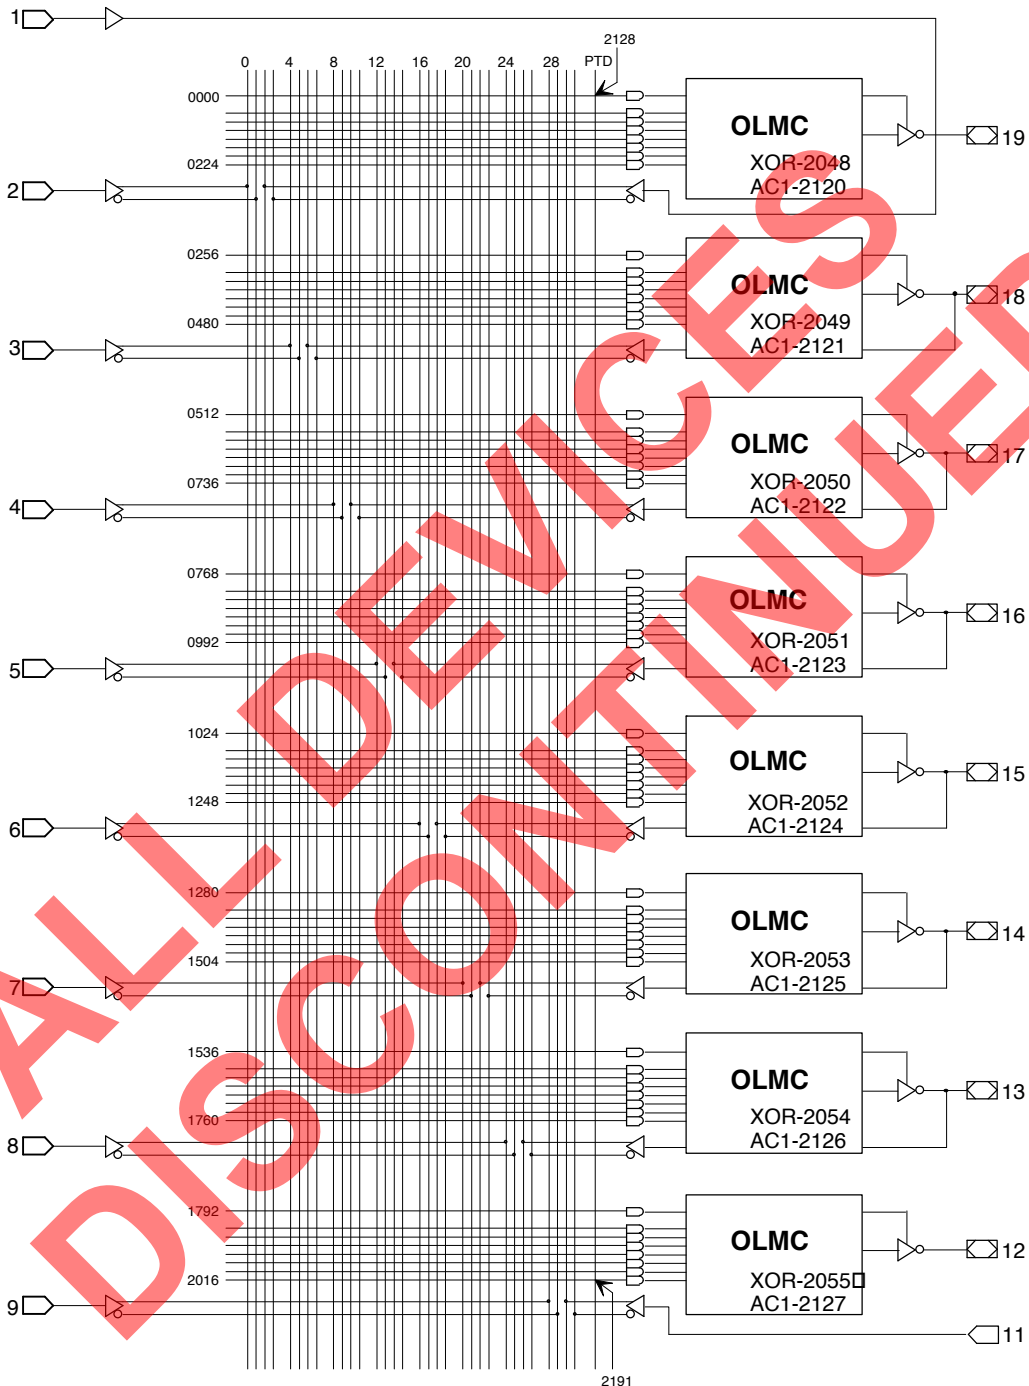 1
2128
0 4 8 12 16 20 24 28 PTD
0000
OLMC
19
0224
XOR-2048
AC1-2120
2
0256
OLMC
18
0480
XOR-2049
AC1-2121
3
0512
OLMC
17
0736
XOR-2050
AC1-2122
4
0768
OLMC
16
0992
XOR-2051
AC1-2123
5
1024
OLMC
15
1248
XOR-2052
AC1-2124
6
1280
OLMC
14
1504
XOR-2053
AC1-2125
7
1536
OLMC
13
1760
XOR-2054
AC1-2126
8
1792
OLMC
12
2016
XOR-2055
AC1-2127
9
11
2191
ALL DEVICES
DISCONTINUED